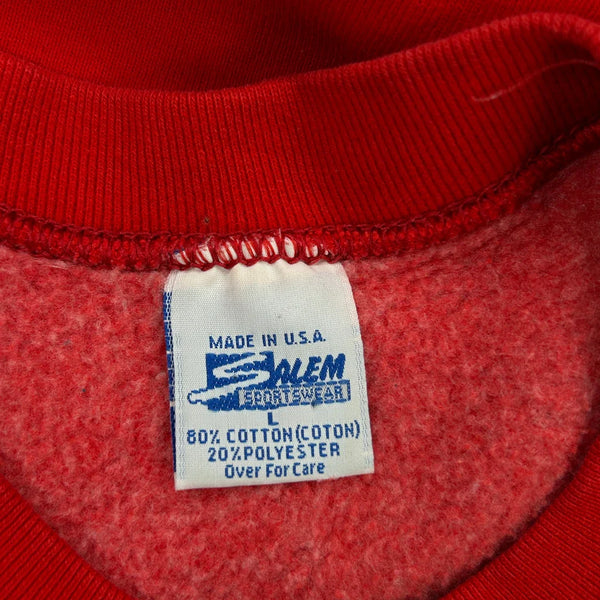 MADE IN U.S.A.
SALEM
SPORTSWEAR
L
80% COTTON(COTON)
20% POLYESTER
Over For Care